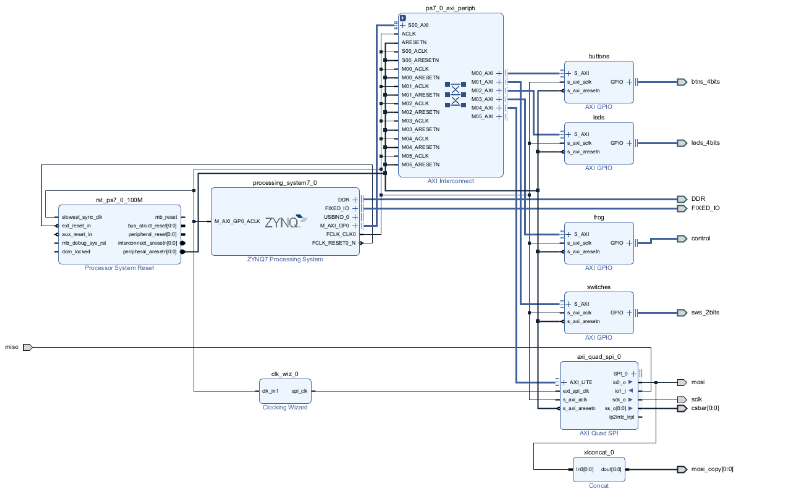 ps7_0_axi_periph
S00_AXI
ACLK
ARESETN
S00_ACLK
S00_ARESETN
M00_ACLK
M00_ARESETN
M01_ACLK
M01_ARESETN
M02_ACLK
M02_ARESETN
M03_ACLK
M03_ARESETN
M04_ACLK
M04_ARESETN
M05_ACLK
M05_ARESETN
M00_AXI
M01_AXI
M02_AXI
M03_AXI
M04_AXI
M05_AXI
AXI Interconnect
buttons
S_AXI
s_axi_aclk
s_axi_aresetn
GPIO
AXI GPIO
btns_4bits
leds
S_AXI
s_axi_aclk
s_axi_aresetn
GPIO
AXI GPIO
leds_4bits
rst_ps7_0_100M
slowest_sync_clk
ext_reset_in
aux_reset_in
mb_debug_sys_rst
dcm_locked
mb_reset
bus_struct_reset[0:0]
peripheral_reset[0:0]
interconnect_aresetn[0:0]
peripheral_aresetn[0:0]
Processor System Reset
processing_system7_0
M_AXI_GP0_ACLK
ZYNQ
DDR
FIXED_IO
USBIND_0
M_AXI_GP0
FCLK_CLK0
FCLK_RESET0_N
ZYNQ7 Processing System
DDR
FIXED_IO
frog
S_AXI
s_axi_aclk
s_axi_aresetn
GPIO
AXI GPIO
control
switches
S_AXI
s_axi_aclk
s_axi_aresetn
GPIO
AXI GPIO
sws_2bits
miso
clk_wiz_0
clk_in1
spi_clk
Clocking Wizard
axi_quad_spi_0
AXI_LITE
ext_spi_clk
s_axi_aclk
s_axi_aresetn
SPI_0
io0_o
io1_i
sck_o
ss_o[0:0]
ip2intc_irpt
AXI Quad SPI
mosi
sclk
csbar[0:0]
xlconcat_0
In0[0:0]
dout[0:0]
Concat
mosi_copy[0:0]